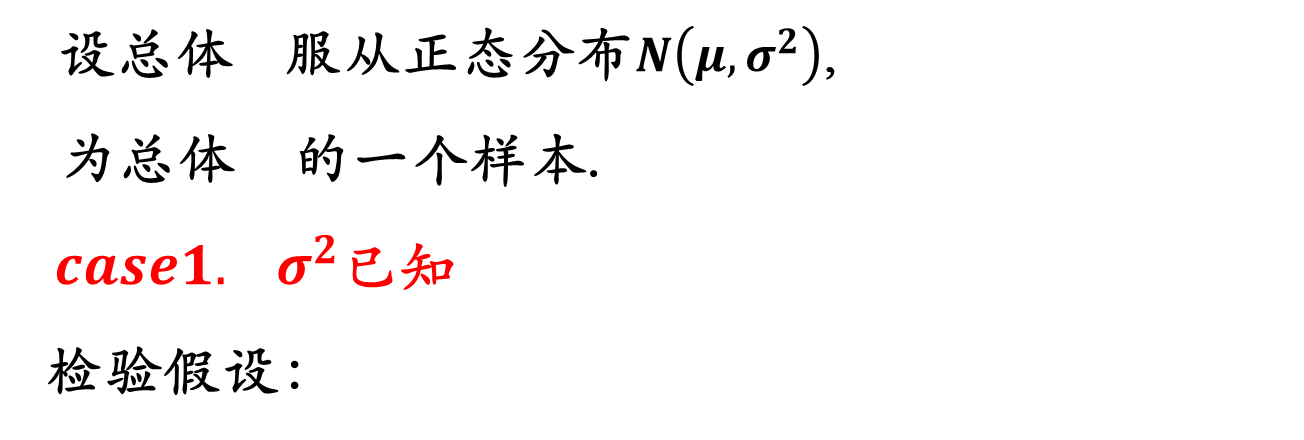 设总体 服从正态分布N(μ,σ²),
为总体 的一个样本.
case1. σ²已知
检验假设: